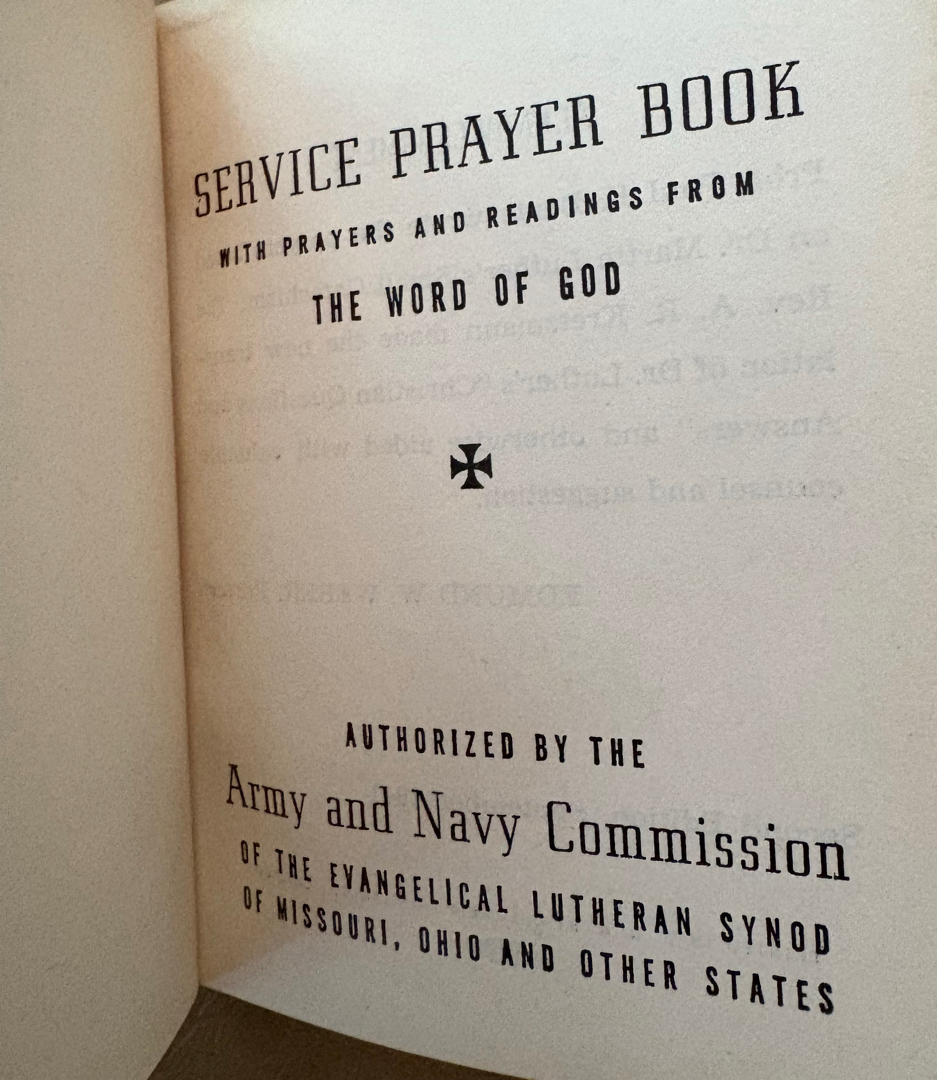 SERVICE PRAYER BOOK
WITH PRAYERS AND READINGS FROM
THE WORD OF GOD
AUTHORIZED BY THE
Army and Navy Commission
OF THE EVANGELICAL LUTHERAN SYNOD
OF MISSOURI, OHIO AND OTHER STATES